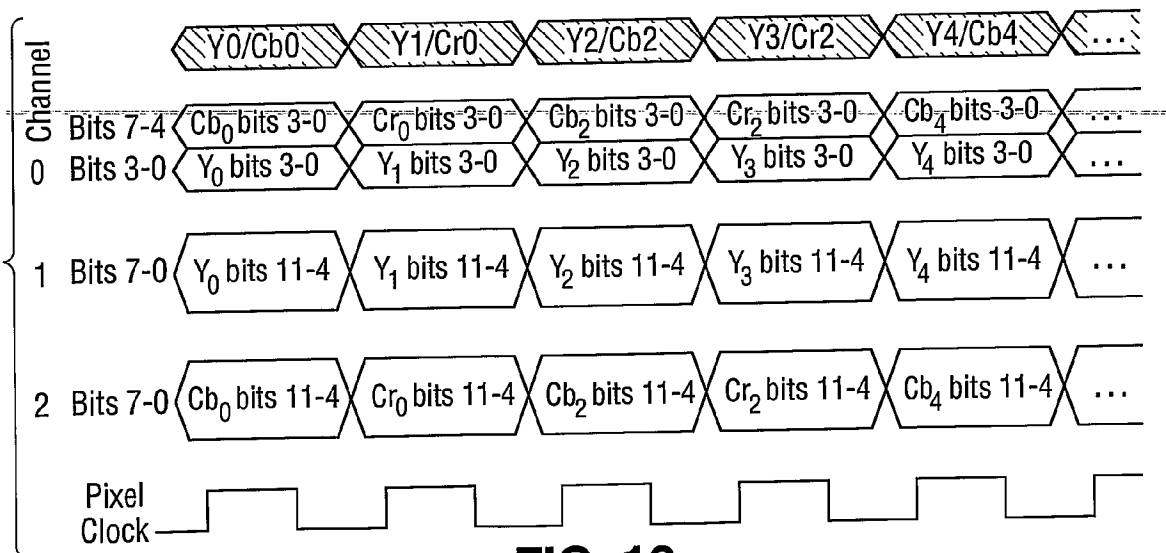 Channel
Y0/Cb0 Y1/Cr0 Y2/Cb2 Y3/Cr2 Y4/Cb4 ...
Bits 7-4 Cb0 bits 3-0 Cr0 bits 3-0 Cb2 bits 3-0 Cr2 bits 3-0 Cb4 bits 3-0 ...
0 Bits 3-0 Y0 bits 3-0 Y1 bits 3-0 Y2 bits 3-0 Y3 bits 3-0 Y4 bits 3-0 ...
1 Bits 7-0 Y0 bits 11-4 Y1 bits 11-4 Y2 bits 11-4 Y3 bits 11-4 Y4 bits 11-4 ...
2 Bits 7-0 Cb0 bits 11-4 Cr0 bits 11-4 Cb2 bits 11-4 Cr2 bits 11-4 Cb4 bits 11-4 ...
Pixel
Clock